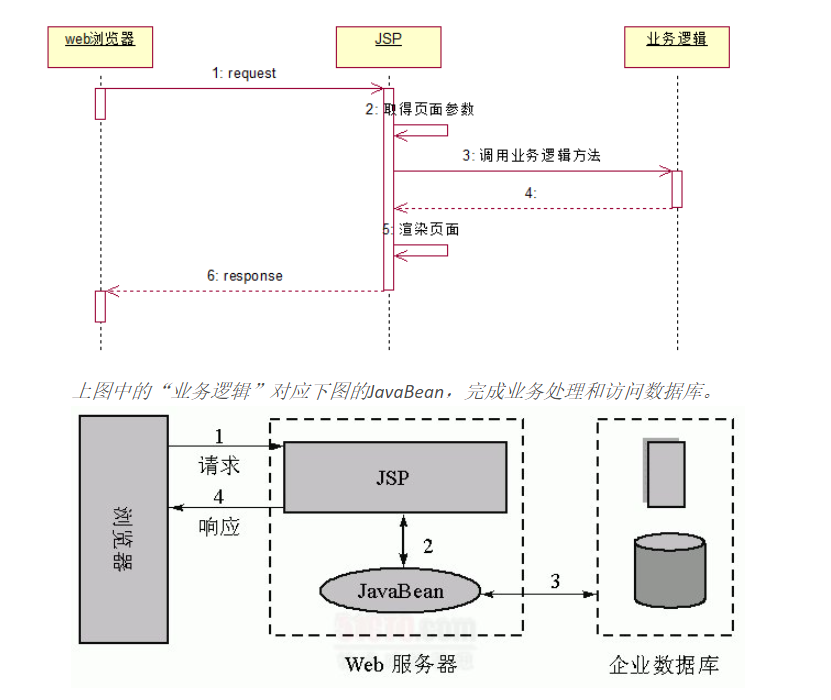 web浏览器 JSP 业务逻辑
1: request
2: 取得页面参数
3: 调用业务逻辑方法
4:
5: 渲染页面
6: response
上图中的“业务逻辑”对应下图的JavaBean，完成业务处理和访问数据库。
1
请求
JSP
4
响应
浏览器
2
JavaBean
3
Web 服务器
企业数据库